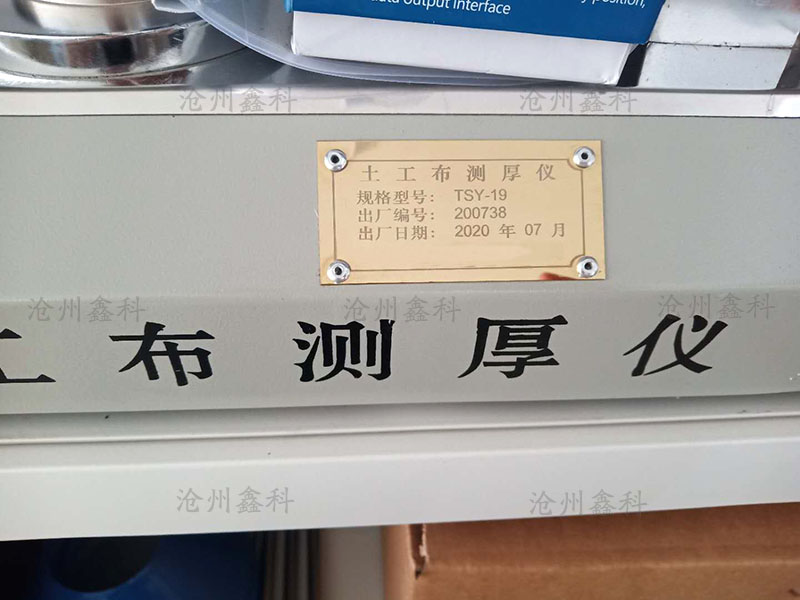 data output interface
position,
沧州鑫科 沧州鑫科
土工布测厚仪
规格型号： TSY-19
出厂编号： 200738
出厂日期： 2020 年 07 月
沧州鑫科 沧州鑫科 沧州鑫科
工布测厚仪
沧州鑫科 沧州鑫科